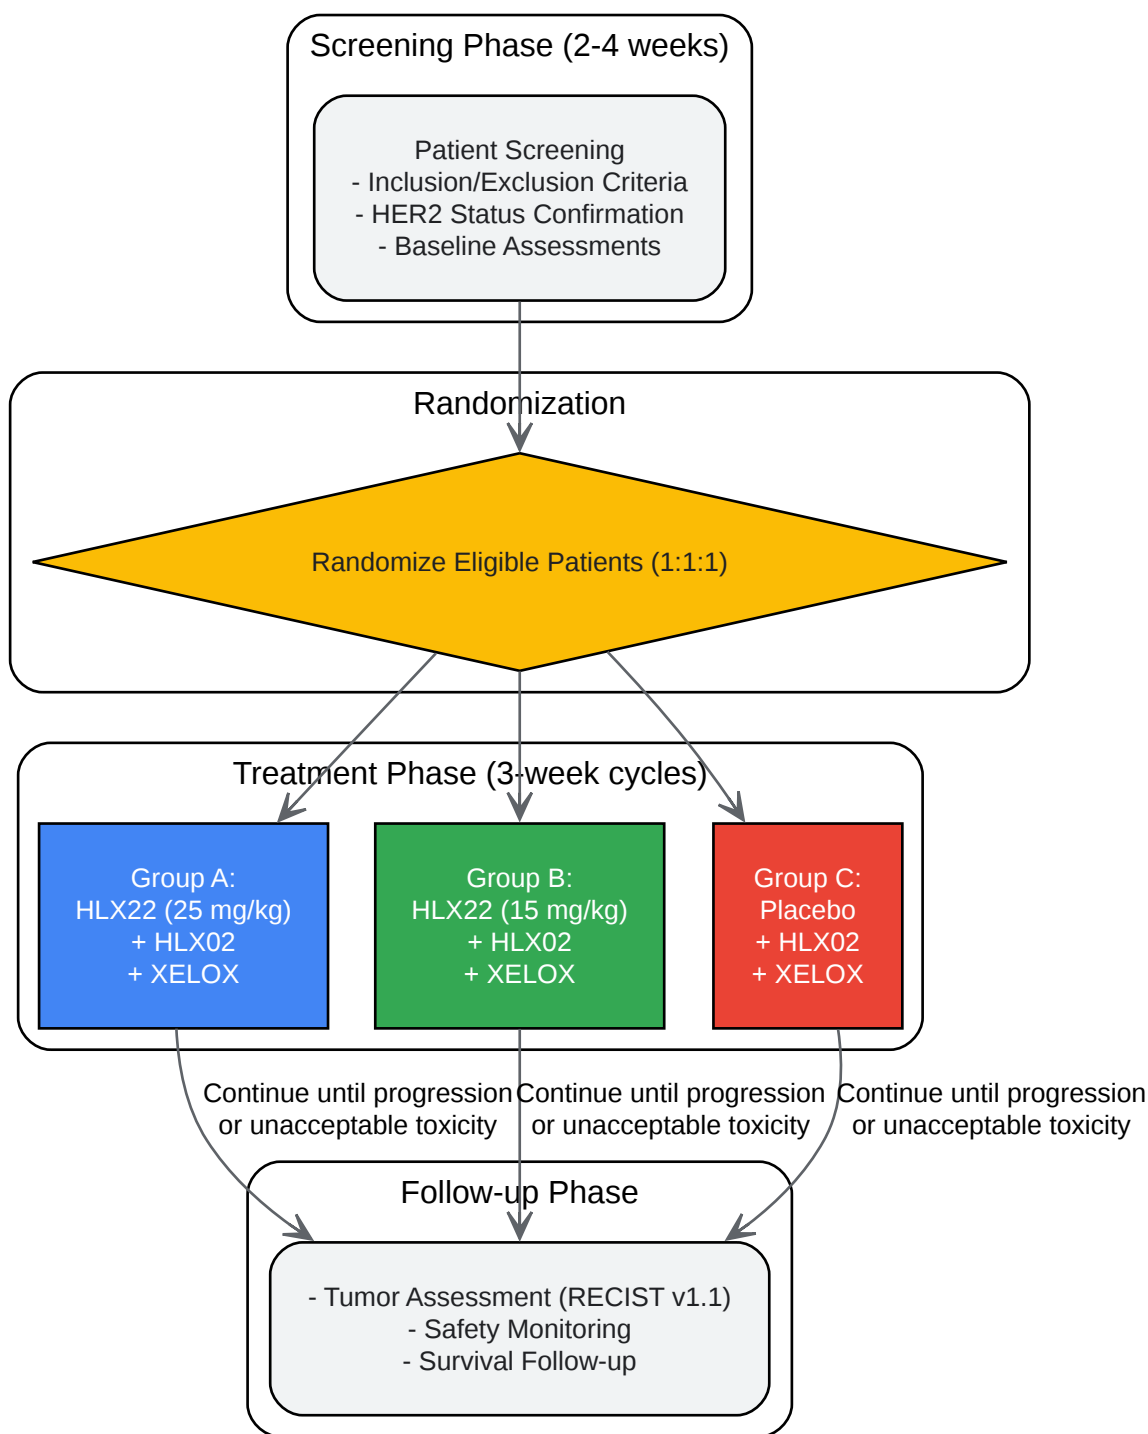 Screening Phase (2-4 weeks)
Patient Screening
- Inclusion/Exclusion Criteria
- HER2 Status Confirmation
- Baseline Assessments
Randomization
Randomize Eligible Patients (1:1:1)
Treatment Phase (3-week cycles)
Group A:
HLX22 (25 mg/kg)
+ HLX02
+ XELOX
Group B:
HLX22 (15 mg/kg)
+ HLX02
+ XELOX
Group C:
Placebo
+ HLX02
+ XELOX
Continue until progression
or unacceptable toxicity
Continue until progression
or unacceptable toxicity
Continue until progression
or unacceptable toxicity
Follow-up Phase
- Tumor Assessment (RECIST v1.1)
- Safety Monitoring
- Survival Follow-up